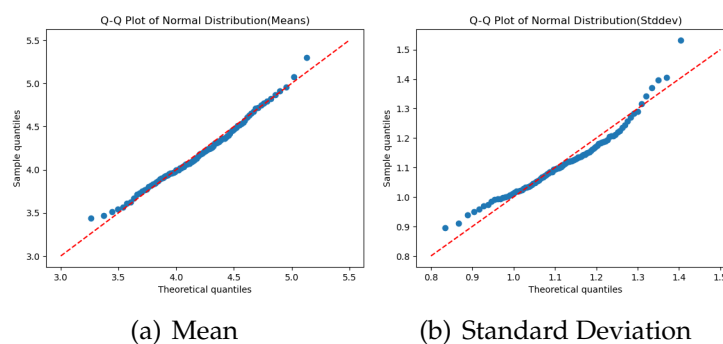 Q-Q Plot of Normal Distribution(Means)
5.5
5.0
4.5
4.0
3.5
3.0
Sample quantiles
3.0 3.5 4.0 4.5 5.0 5.5
Theoretical quantiles
(a) Mean
Q-Q Plot of Normal Distribution(Stddev)
1.5
1.4
1.3
1.2
1.1
1.0
0.9
0.8
Sample quantiles
0.8 0.9 1.0 1.1 1.2 1.3 1.4 1.5
Theoretical quantiles
(b) Standard Deviation